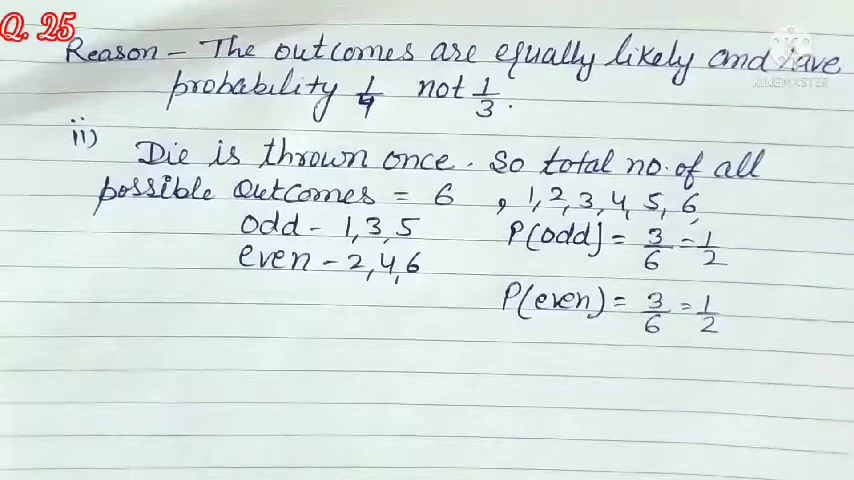 Q. 25
Reason - The outcomes are equally likely and have
probability 1/4 not 1/3.
ii) Die is thrown once. So total no. of all
possible outcomes = 6 , 1, 2, 3, 4, 5, 6,
odd - 1, 3, 5 P(odd) = 3/6 = 1/2
even - 2, 4, 6
P(even) = 3/6 = 1/2
KINEMASTER